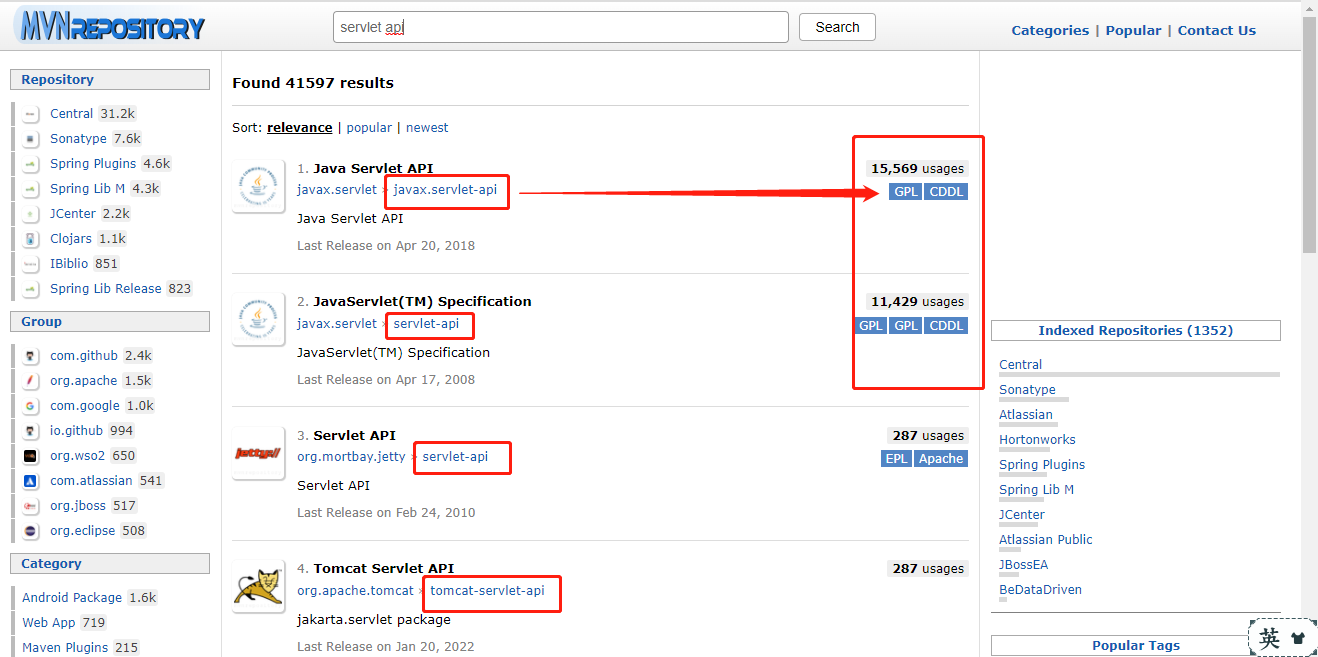 MVNREPOSITORY
servlet api
Search
Categories | Popular | Contact Us
Repository
Central 31.2k
Sonatype 7.6k
Spring Plugins 4.6k
Spring Lib M 4.3k
JCenter 2.2k
Clojars 1.1k
IBiblio 851
Spring Lib Release 823
Group
com.github 2.4k
org.apache 1.5k
com.google 1.0k
io.github 994
org.wso2 650
com.atlassian 541
org.jboss 517
org.eclipse 508
Category
Android Package 1.6k
Web App 719
Maven Plugins 215
Found 41597 results
Sort: relevance | popular | newest
1. Java Servlet API
15,569 usages
javax.servlet » javax.servlet-api
GPL CDDL
Java Servlet API
Last Release on Apr 20, 2018
2. JavaServlet(TM) Specification
11,429 usages
javax.servlet » servlet-api
GPL GPL CDDL
JavaServlet(TM) Specification
Last Release on Apr 17, 2008
jetty://
3. Servlet API
287 usages
org.mortbay.jetty » servlet-api
EPL Apache
Servlet API
Last Release on Feb 24, 2010
4. Tomcat Servlet API
287 usages
org.apache.tomcat » tomcat-servlet-api
jakarta.servlet package
Last Release on Jan 20, 2022
Indexed Repositories (1352)
Central
Sonatype
Atlassian
Hortonworks
Spring Plugins
Spring Lib M
JCenter
Atlassian Public
JBossEA
BeDataDriven
Popular Tags
英